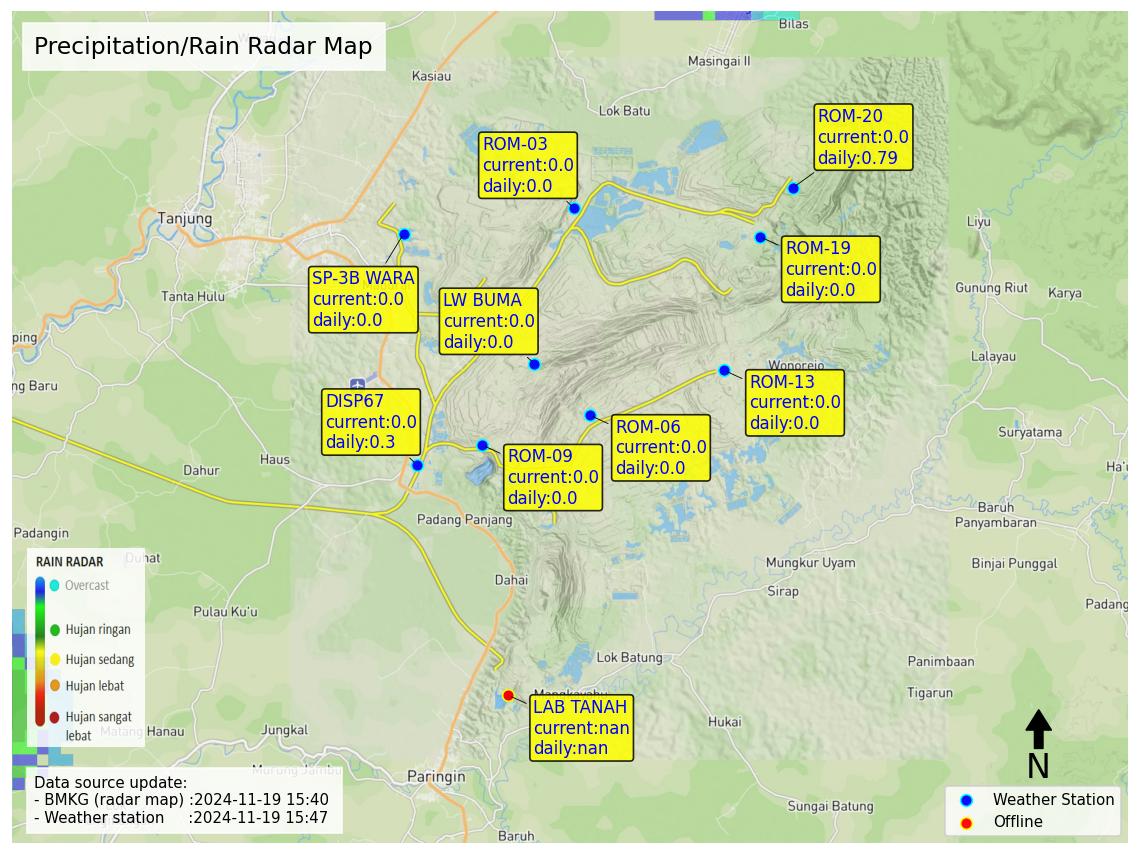 Precipitation/Rain Radar Map
Bilas
Masingai II
Kasiau
Lok Batu
ROM-20
current:0.0
daily:0.79
ROM-03
current:0.0
daily:0.0
Tanjung
Liyu
ROM-19
current:0.0
daily:0.0
SP-3B WARA
current:0.0
daily:0.0
Tanta Hulu
LW BUMA
current:0.0
daily:0.0
Gunung Riut
Karya
ping
Lalayau
ng Baru
Wonorejo
ROM-13
current:0.0
daily:0.0
DISP67
current:0.0
daily:0.3
ROM-06
current:0.0
daily:0.0
Suryatama
ROM-09
current:0.0
daily:0.0
Haus
Dahur
Ha'u
Baruh
Panyambaran
Padang Panjang
Padangin
Duhat
Mungkur Uyam
Binjai Punggal
Dahai
Sirap
Padang
Pulau Ku'u
RAIN RADAR
Overcast
Hujan ringan
Hujan sedang
Hujan lebat
Hujan sangat
lebat
Lok Batung
Panimbaan
Tigarun
Mangkayahu
LAB TANAH
current:nan
daily:nan
Hukai
Matang Hanau
Jungkal
Murung Jambu
Paringin
N
Data source update:
- BMKG (radar map) :2024-11-19 15:40
- Weather station :2024-11-19 15:47
Sungai Batung
Baruh
Weather Station
Offline